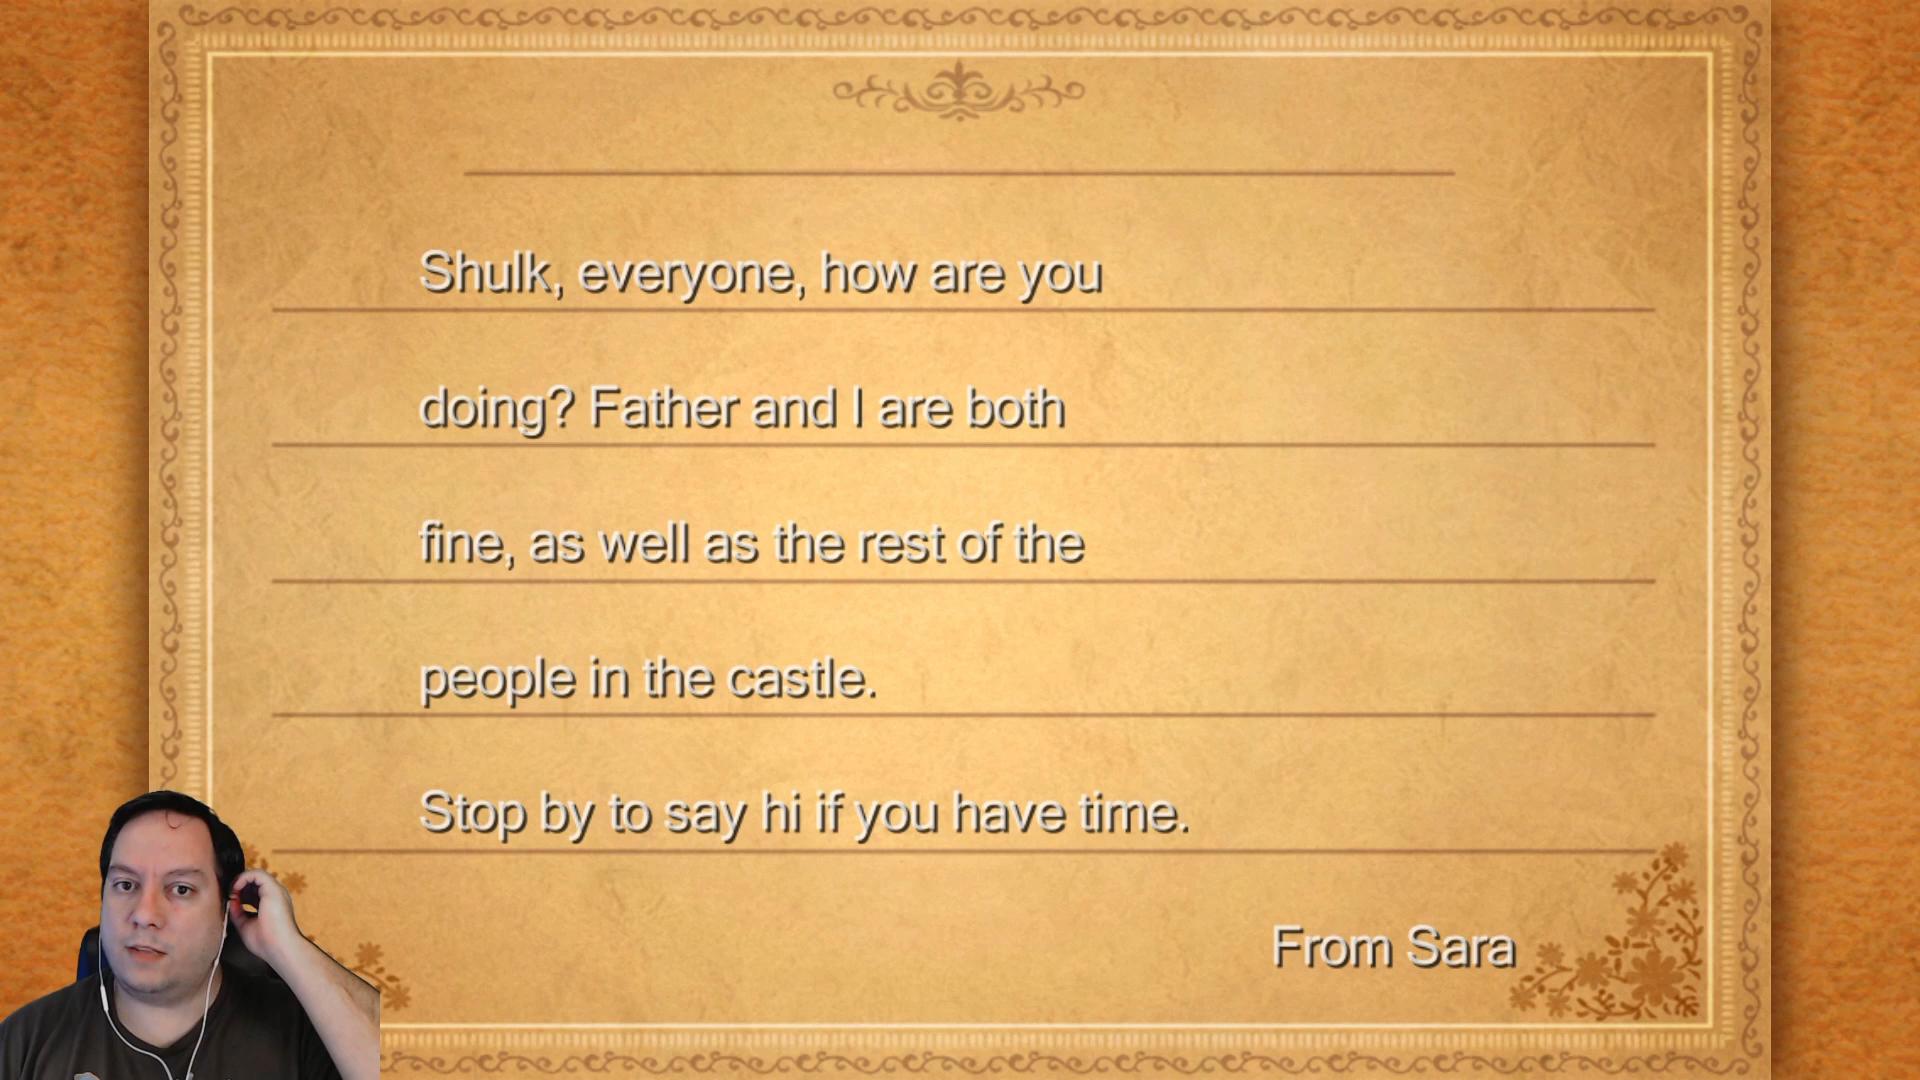 Shulk, everyone, how are you
doing? Father and I are both
fine, as well as the rest of the
people in the castle.
Stop by to say hi if you have time.
From Sara